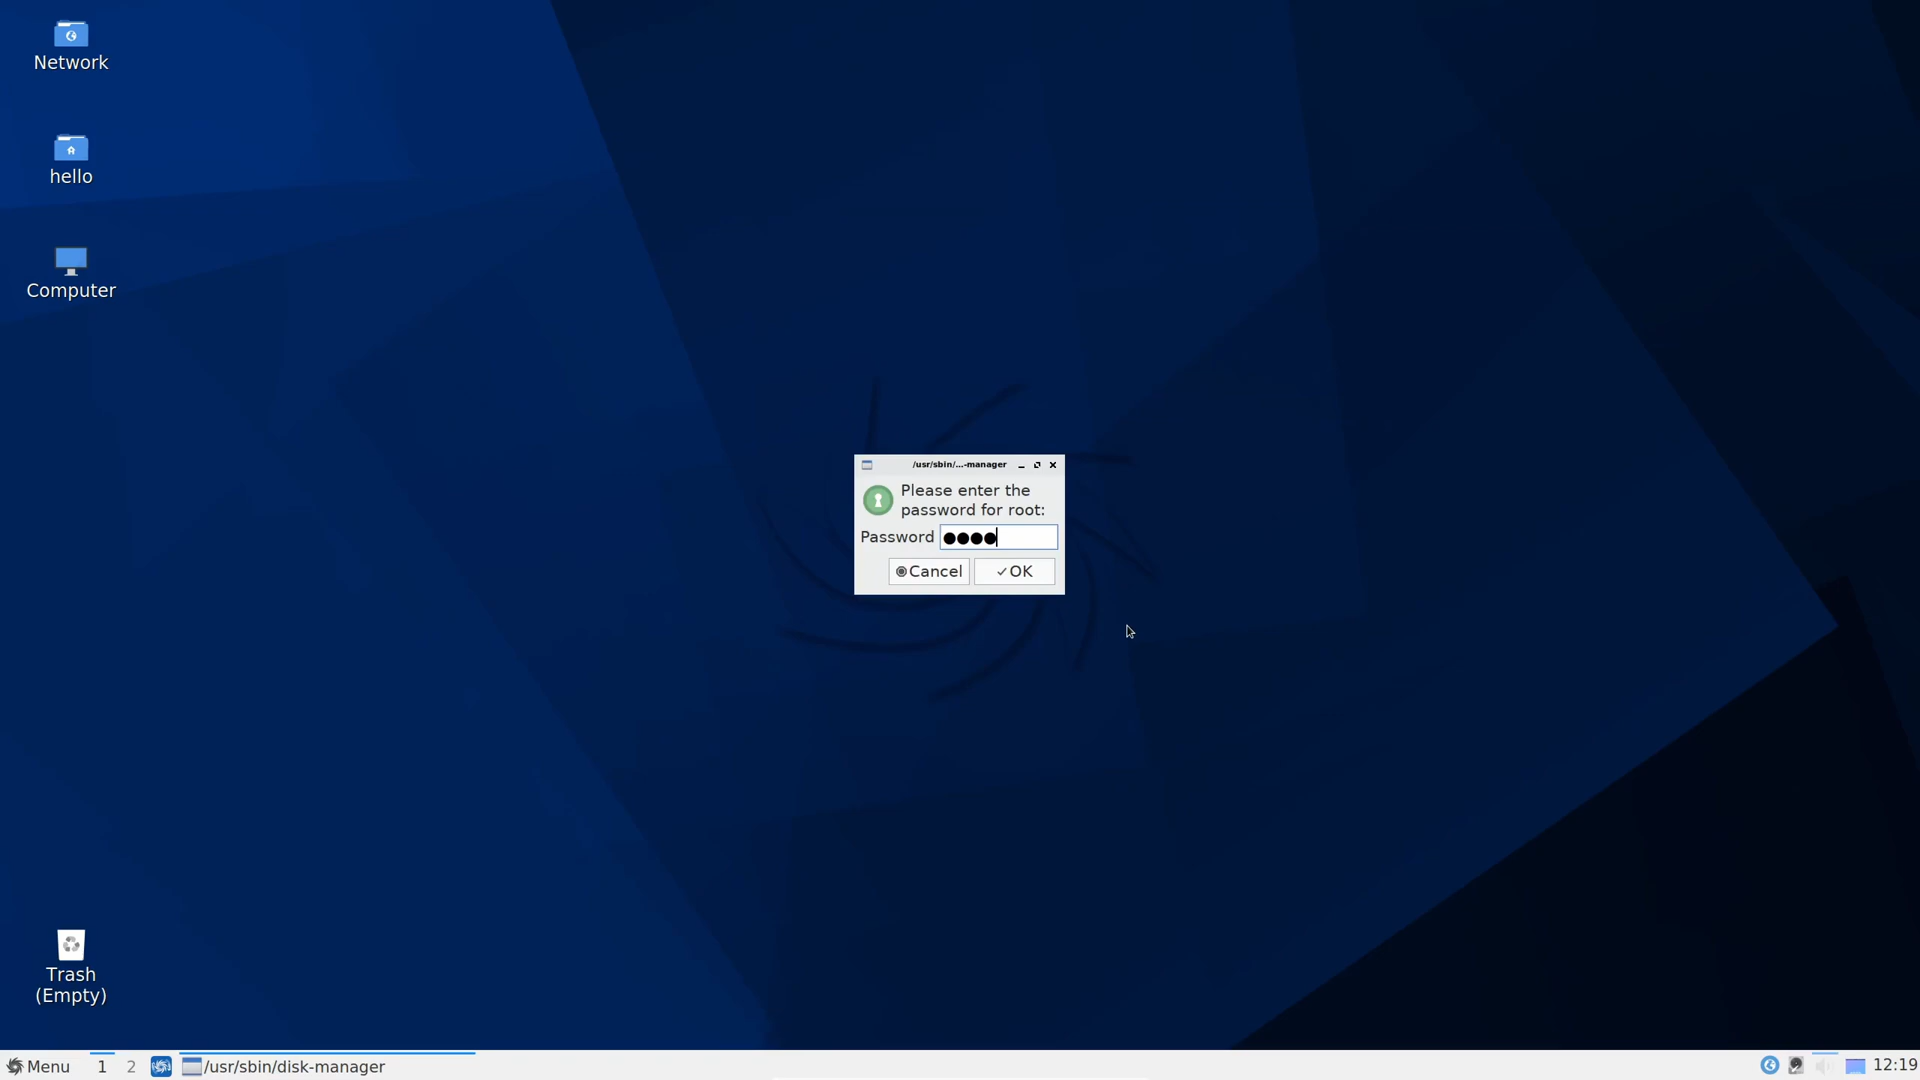 Network
hello
Computer
/usr/sbin/...-manager
Please enter the
password for root:
Password ●●●●
Cancel
OK
Trash
(Empty)
Menu
1
2
/usr/sbin/disk-manager
12:19